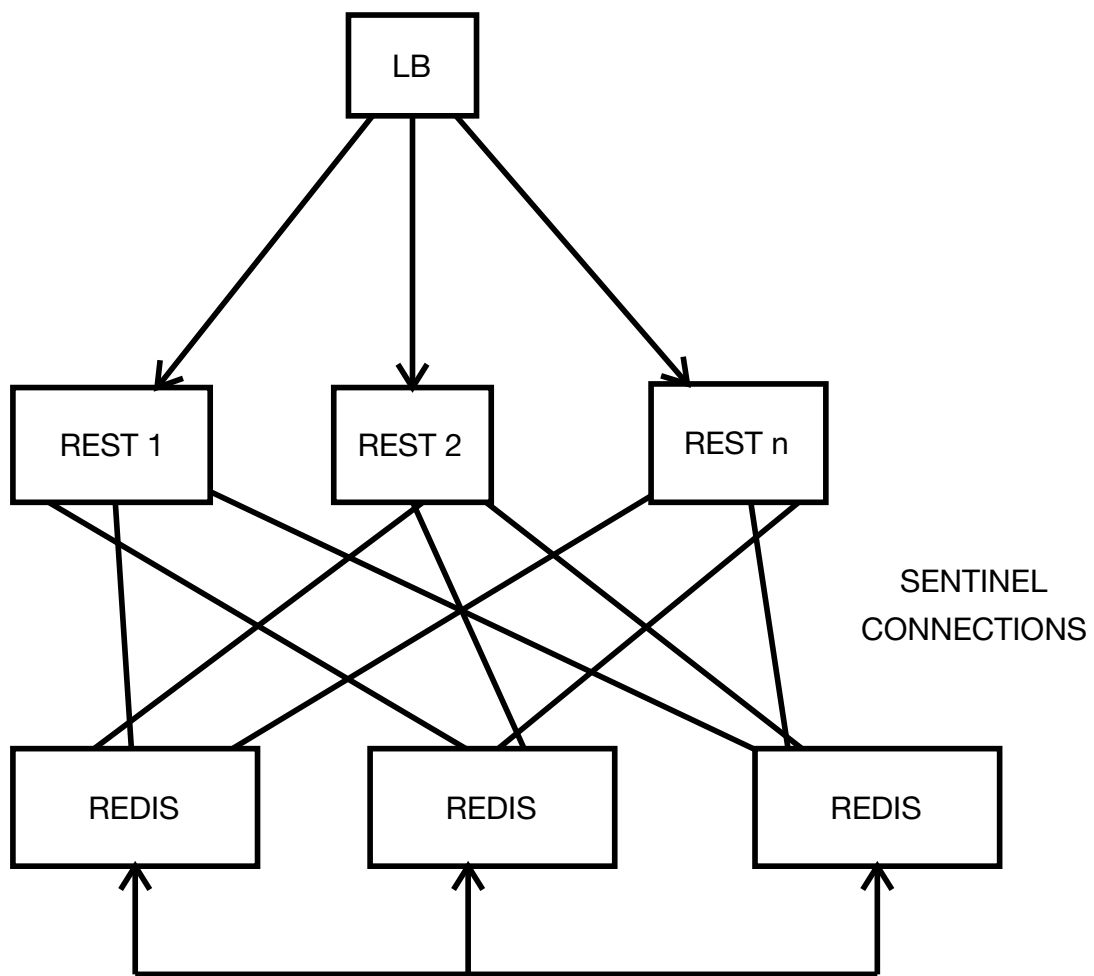 LB
REST 1
REST 2
REST n
SENTINEL
CONNECTIONS
REDIS
REDIS
REDIS